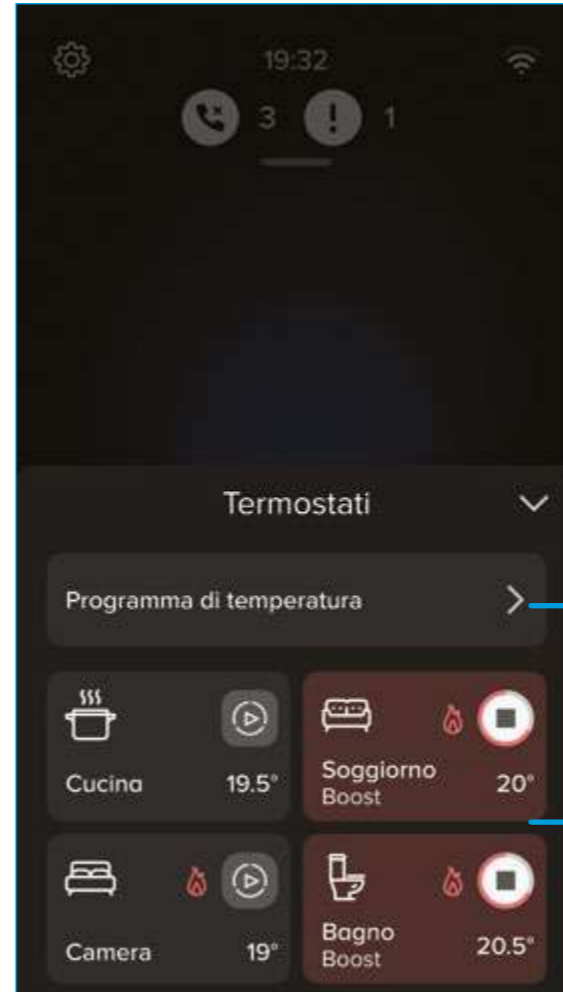 19:32
3 1
Termostati
Programma di temperatura
Cucina 19.5°
Soggiorno 20°
Boost
Camera 19°
Bagno 20.5°
Boost